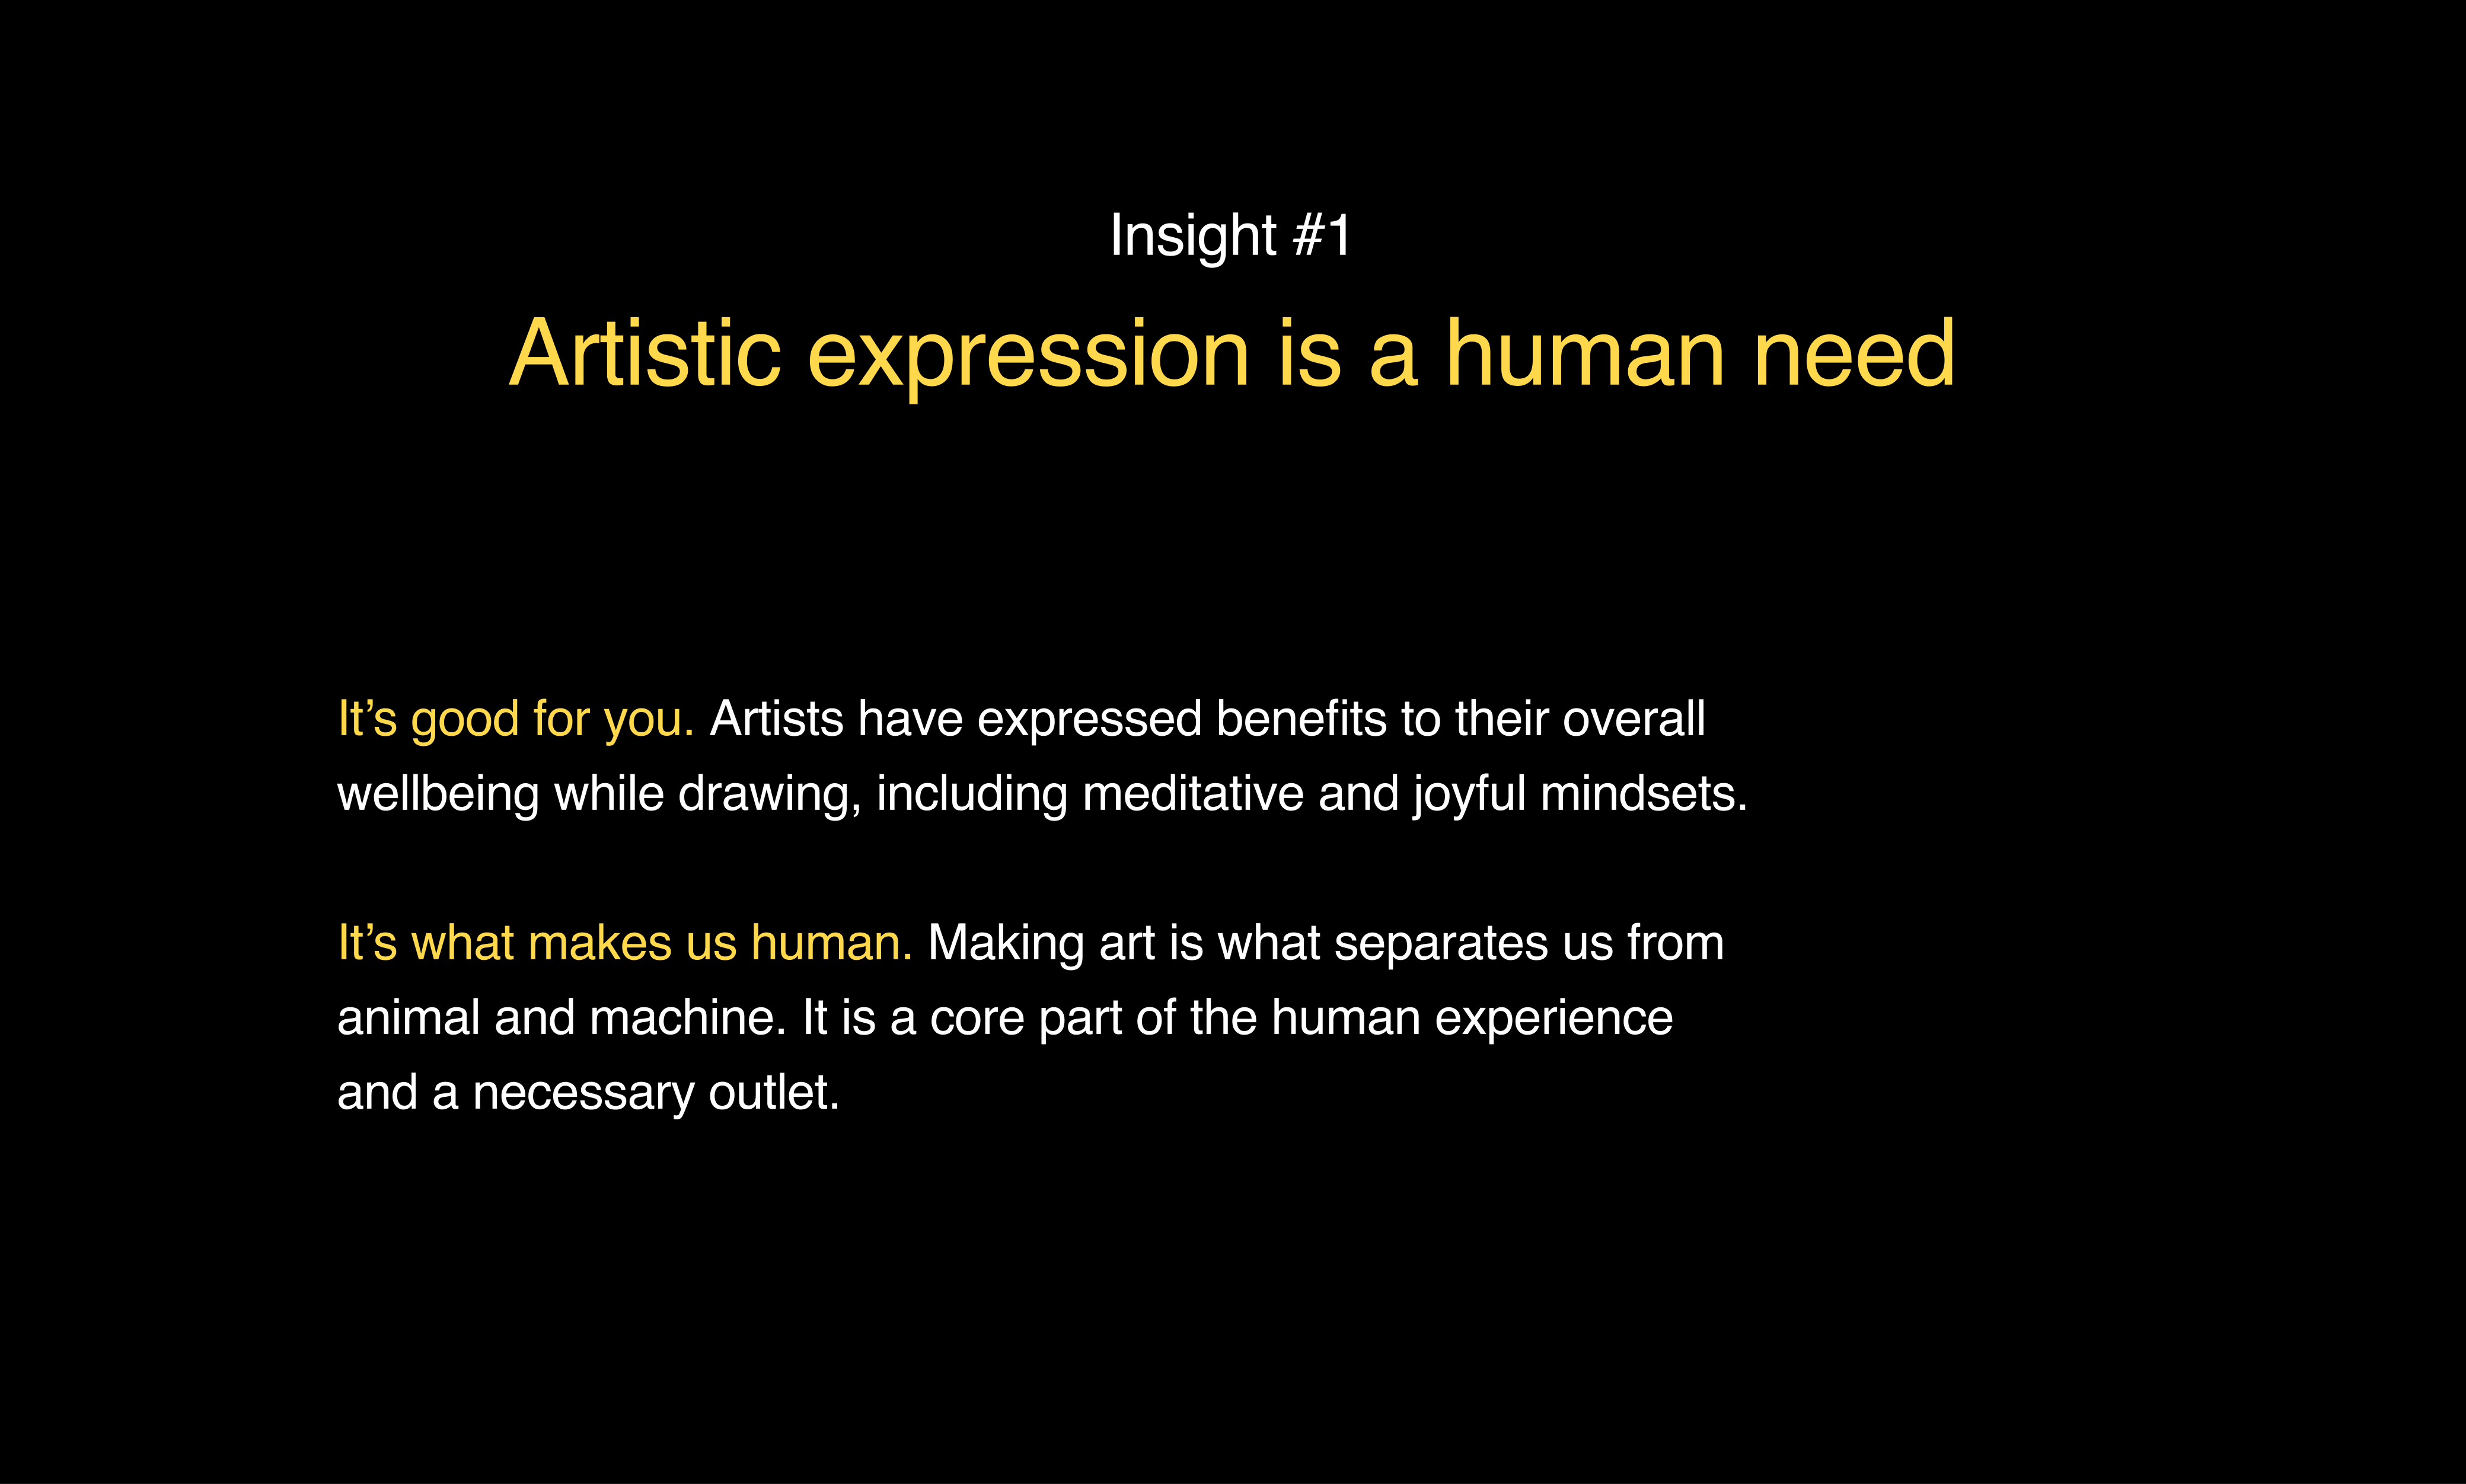 Insight #1
Artistic expression is a human need
It’s good for you. Artists have expressed benefits to their overall
wellbeing while drawing, including meditative and joyful mindsets.
It’s what makes us human. Making art is what separates us from
animal and machine. It is a core part of the human experience
and a necessary outlet.